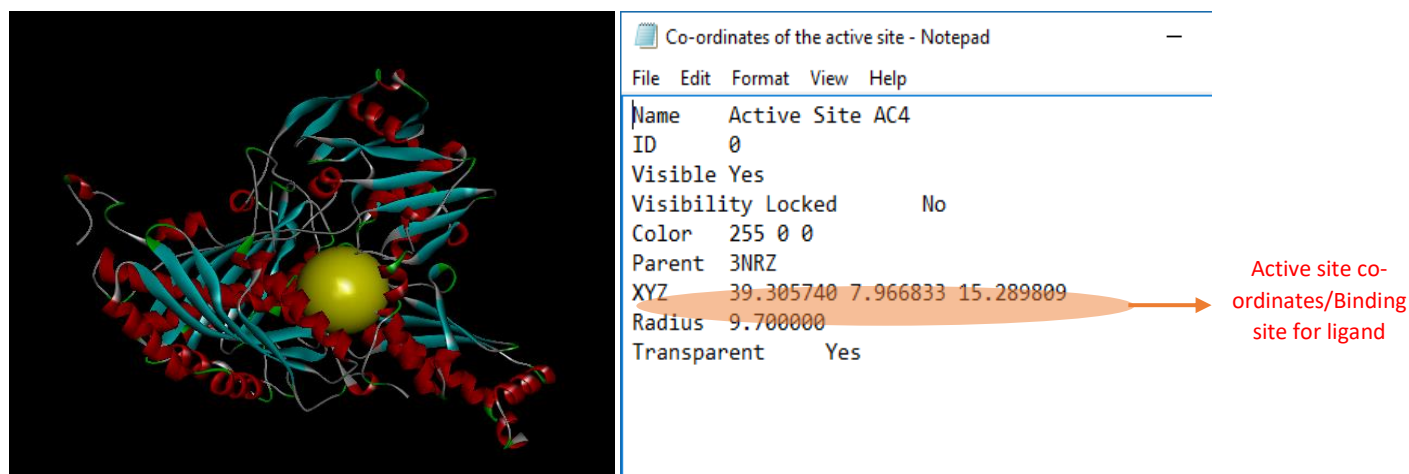 Co-ordinates of the active site - Notepad
File Edit Format View Help
Name Active Site AC4
ID 0
Visible Yes
Visibility Locked No
Color 255 0 0
Parent 3NRZ
XYZ 39.305740 7.966833 15.289809
Radius 9.700000
Transparent Yes
Active site co-
ordinates/Binding
site for ligand